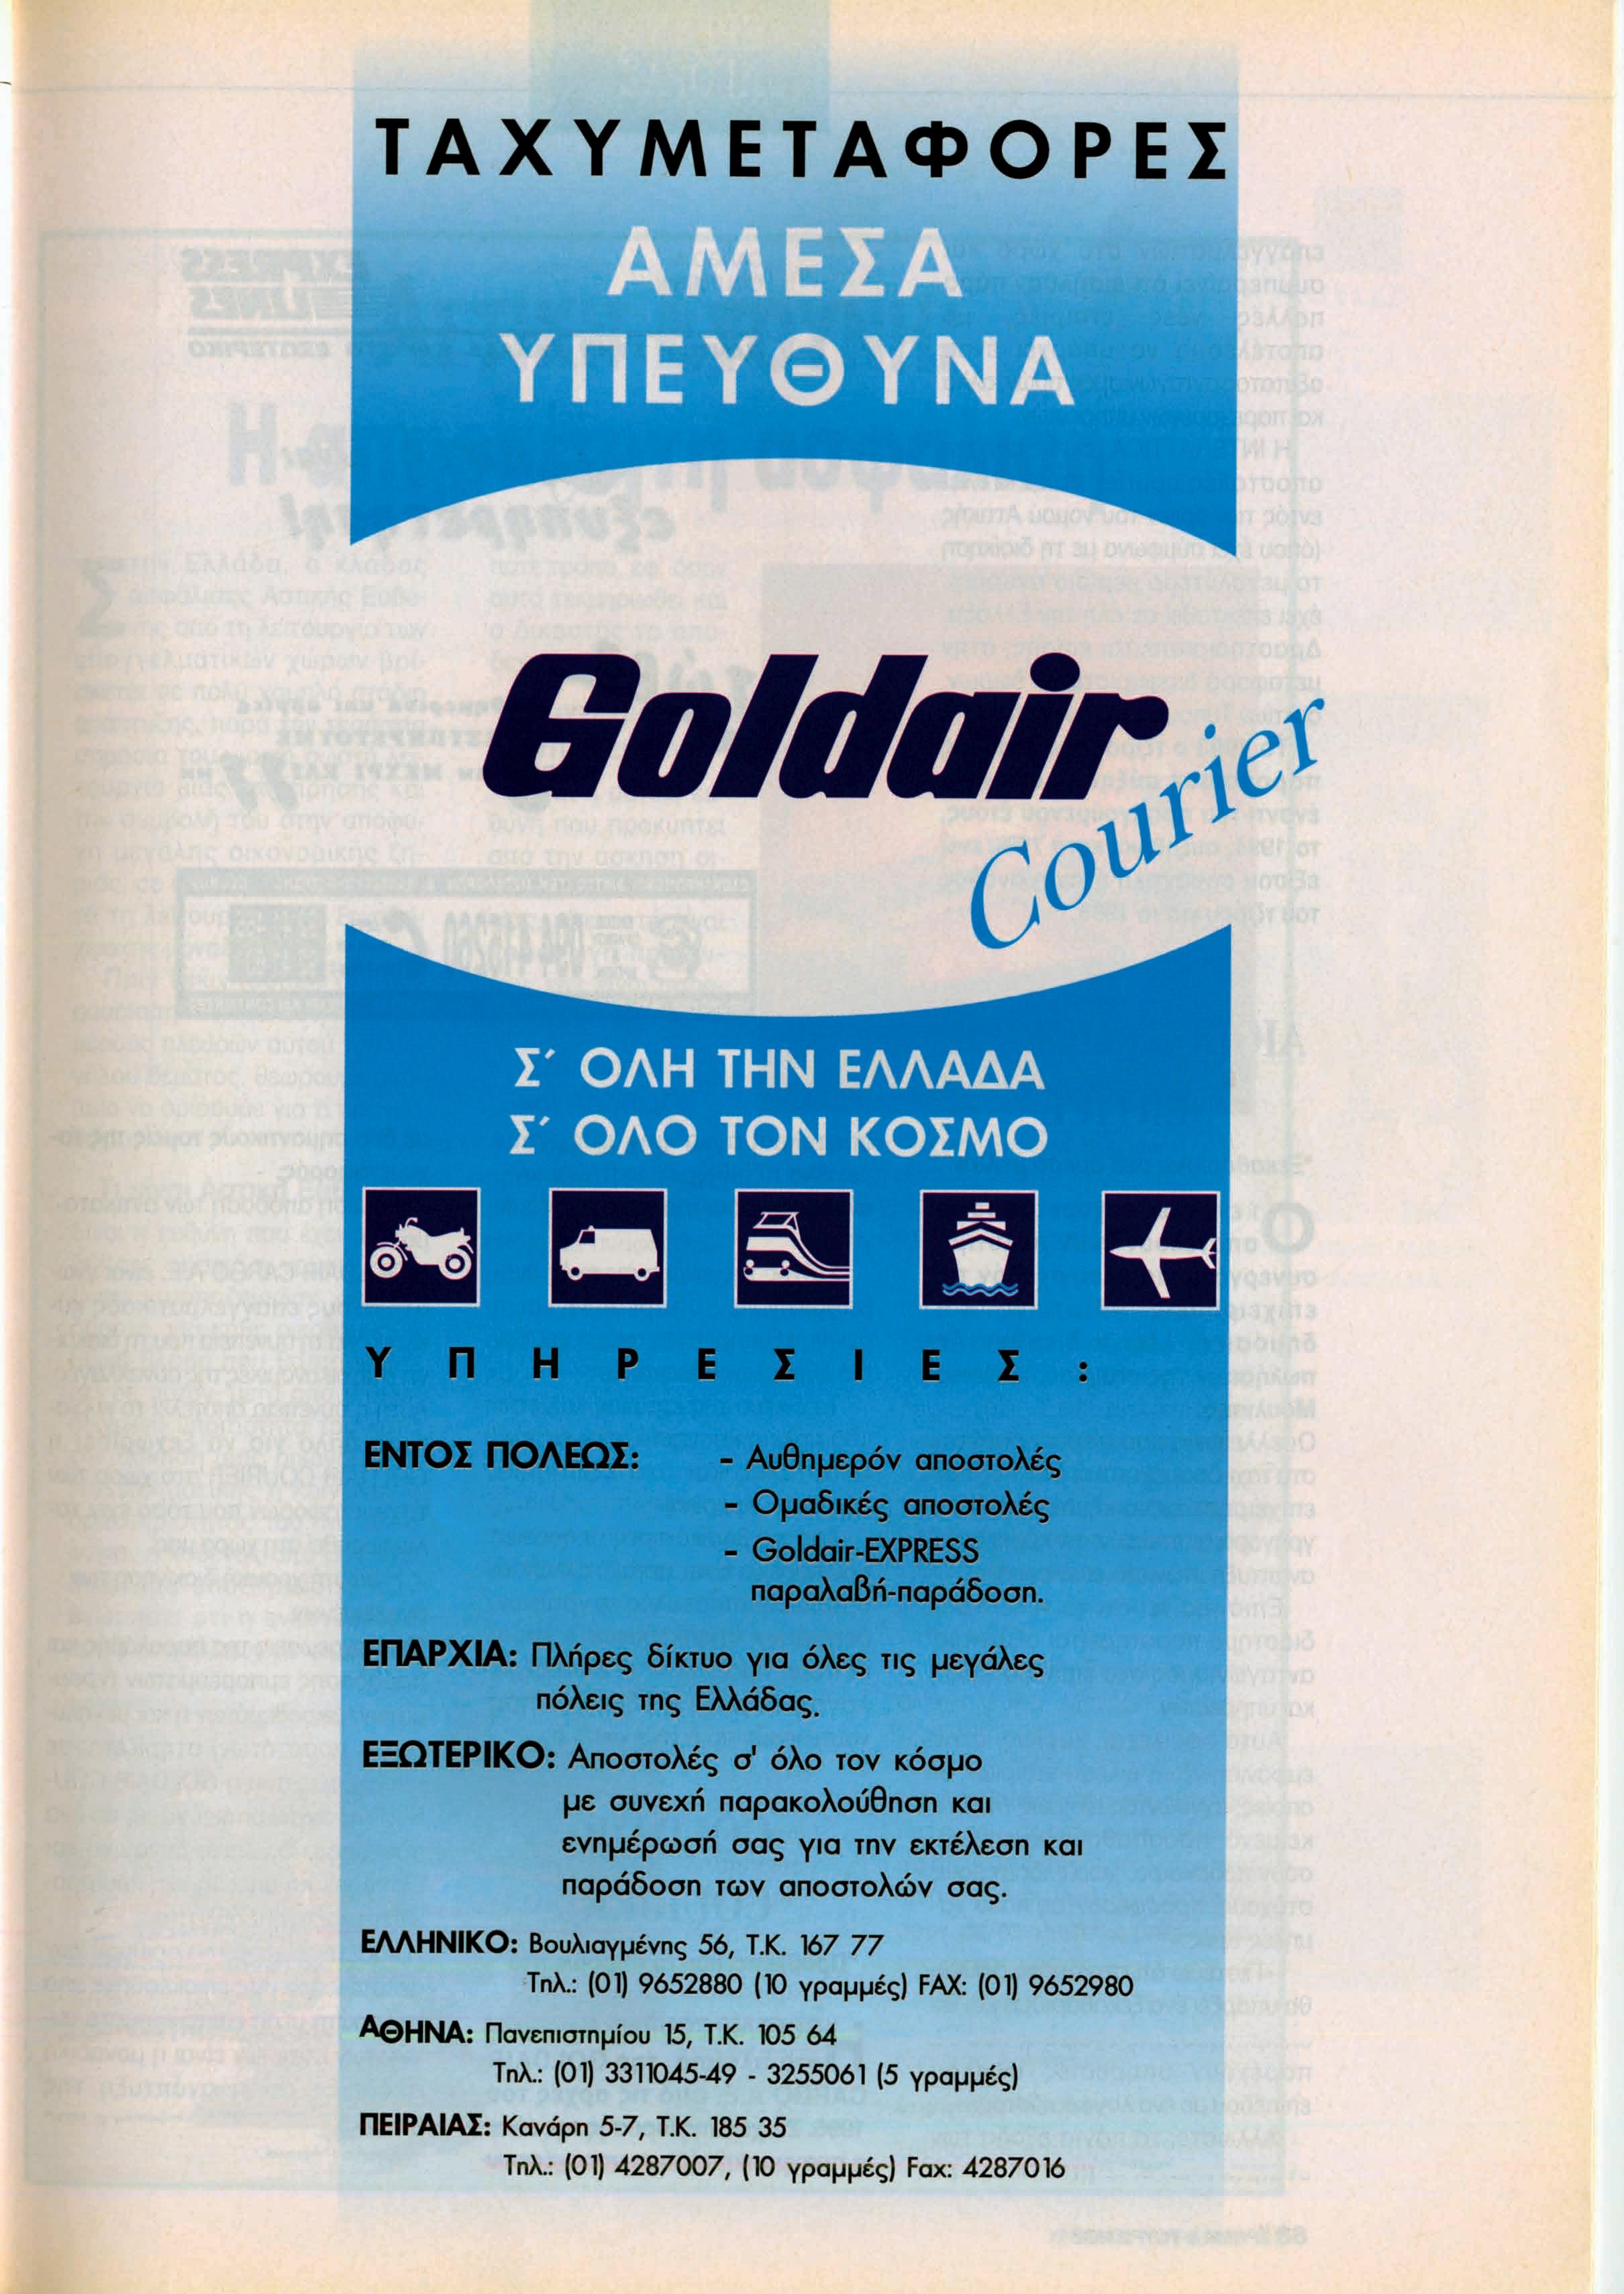 ΤΑΧΥΜΕΤΑΦΟΡΕΣ
ΑΜΕΣΑ
ΥΠΕΥΘΥΝΑ
Goldair
Courier
Σ' ΟΛΗ ΤΗΝ ΕΛΛΑΔΑ
Σ' ΟΛΟ ΤΟΝ ΚΟΣΜΟ
ΥΠΗΡΕΣΙΕΣ:
ΕΝΤΟΣ ΠΟΛΕΩΣ: - Αυθημερόν αποστολές
- Ομαδικές αποστολές
- Goldair-EXPRESS
παραλαβή-παράδοση.
ΕΠΑΡΧΙΑ: Πλήρες δίκτυο για όλες τις μεγάλες
πόλεις της Ελλάδας.
ΕΞΩΤΕΡΙΚΟ: Αποστολές σ' όλο τον κόσμο
με συνεχή παρακολούθηση και
ενημέρωσή σας για την εκτέλεση και
παράδοση των αποστολών σας.
ΕΛΛΗΝΙΚΟ: Βουλιαγμένης 56, Τ.Κ. 167 77
Τηλ.: (01) 9652880 (10 γραμμές) FAX: (01) 9652980
ΑΘΗΝΑ: Πανεπιστημίου 15, Τ.Κ. 105 64
Τηλ.: (01) 3311045-49 - 3255061 (5 γραμμές)
ΠΕΙΡΑΙΑΣ: Κανάρη 5-7, Τ.Κ. 185 35
Τηλ.: (01) 4287007, (10 γραμμές) Fax: 4287016